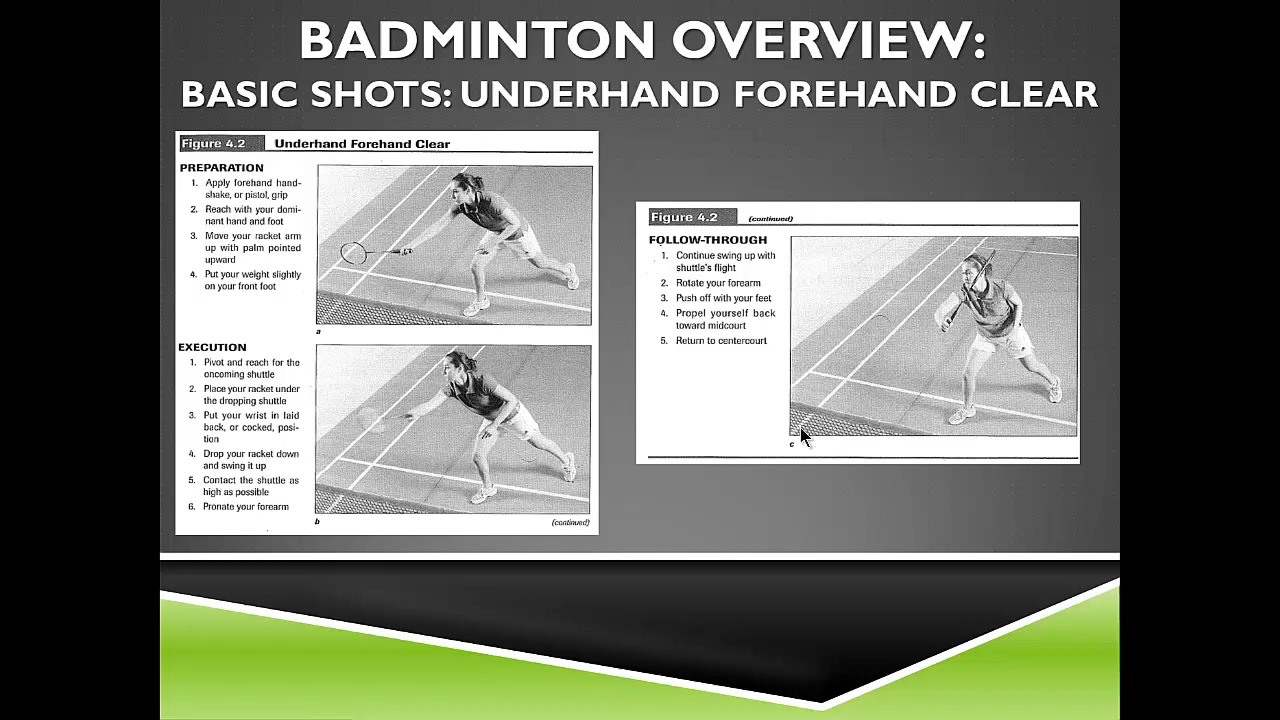 BADMINTON OVERVIEW:
BASIC SHOTS: UNDERHAND FOREHAND CLEAR
Figure 4.2 Underhand Forehand Clear
PREPARATION
1. Apply forehand hand-
shake, or pistol, grip
2. Reach with your domi-
nant hand and foot
3. Move your racket arm
up with palm pointed
upward
4. Put your weight slightly
on your front foot
a
EXECUTION
1. Pivot and reach for the
oncoming shuttle
2. Place your racket under
the dropping shuttle
3. Put your wrist in laid
back, or cocked, posi-
tion
4. Drop your racket down
and swing it up
5. Contact the shuttle as
high as possible
6. Pronate your forearm
b
(continued)
Figure 4.2 (continued)
FOLLOW-THROUGH
1. Continue swing up with
shuttle's flight
2. Rotate your forearm
3. Push off with your feet
4. Propel yourself back
toward midcourt
5. Return to centercourt
c